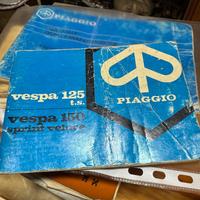 PIAGGIO
vespa 125
t.s.
PIAGGIO
vespa 150
sprint veloce